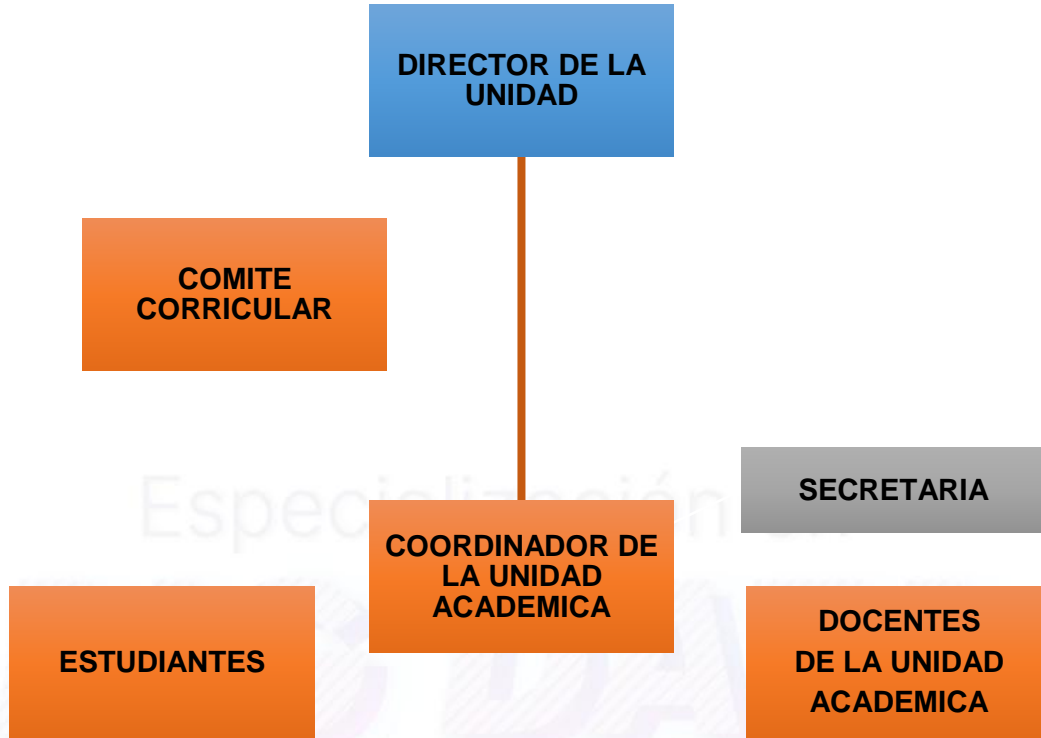 DIRECTOR DE LA
UNIDAD
COMITE
CORRICULAR
SECRETARIA
COORDINADOR DE
LA UNIDAD
ACADEMICA
ESTUDIANTES
DOCENTES
DE LA UNIDAD
ACADEMICA